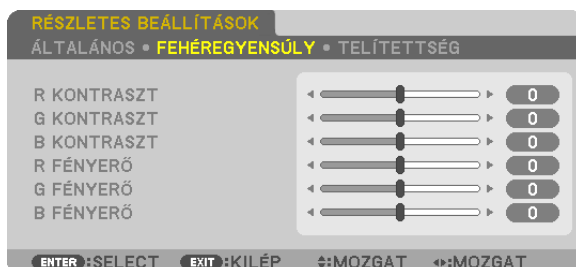 RÉSZLETES BEÁLLÍTÁSOK
ÁLTALÁNOS • FEHÉREGYENSÚLY • TELÍTETTSÉG
R KONTRASZT 0
G KONTRASZT 0
B KONTRASZT 0
R FÉNYERŐ 0
G FÉNYERŐ 0
B FÉNYERŐ 0
ENTER :SELECT EXIT :KILÉP :MOZGAT :MOZGAT